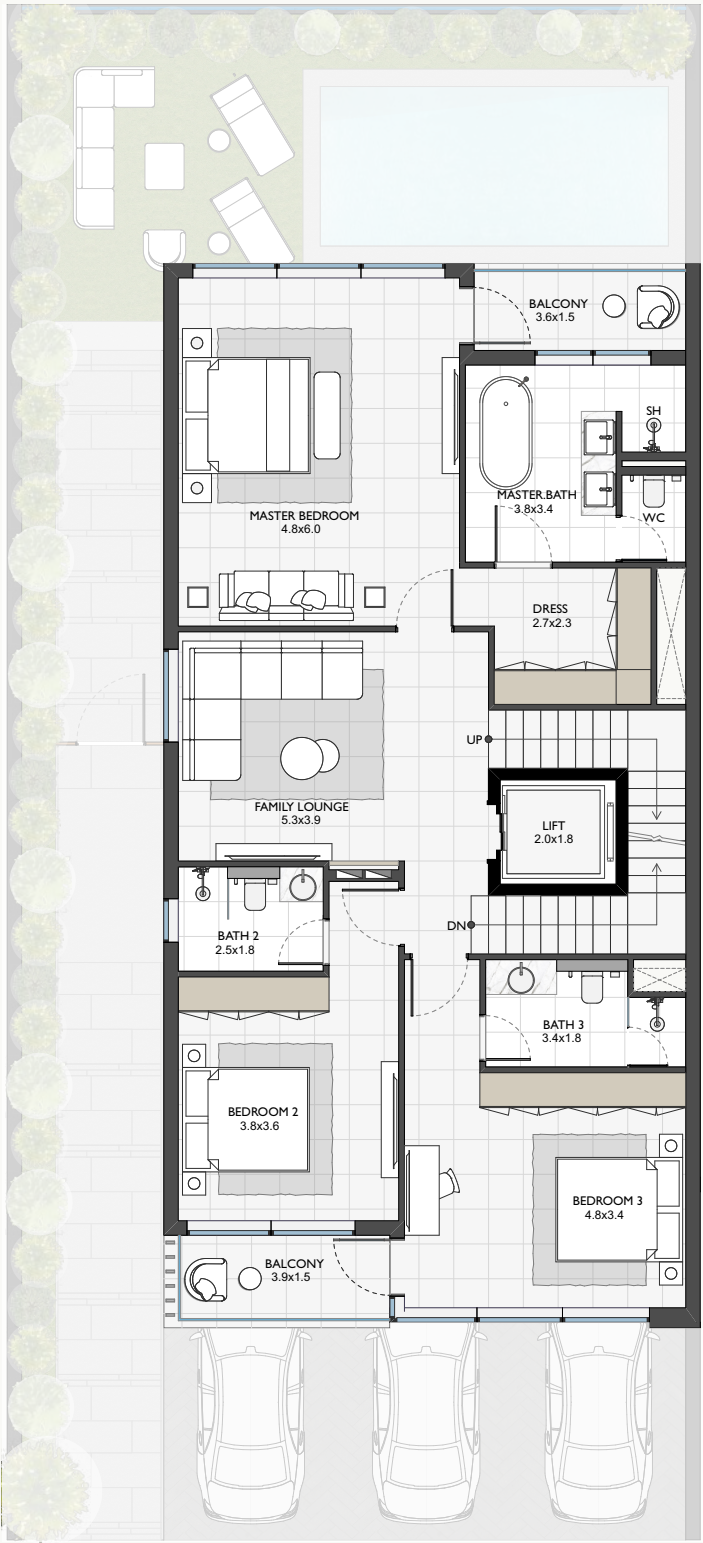 BALCONY
3.6x1.5
SH
MASTER BATH
3.8x3.4
WC
MASTER BEDROOM
4.8x6.0
DRESS
2.7x2.3
UP
FAMILY LOUNGE
5.3x3.9
LIFT
2.0x1.8
DN
BATH 2
2.5x1.8
BATH 3
3.4x1.8
BEDROOM 2
3.8x3.6
BEDROOM 3
4.8x3.4
BALCONY
3.9x1.5